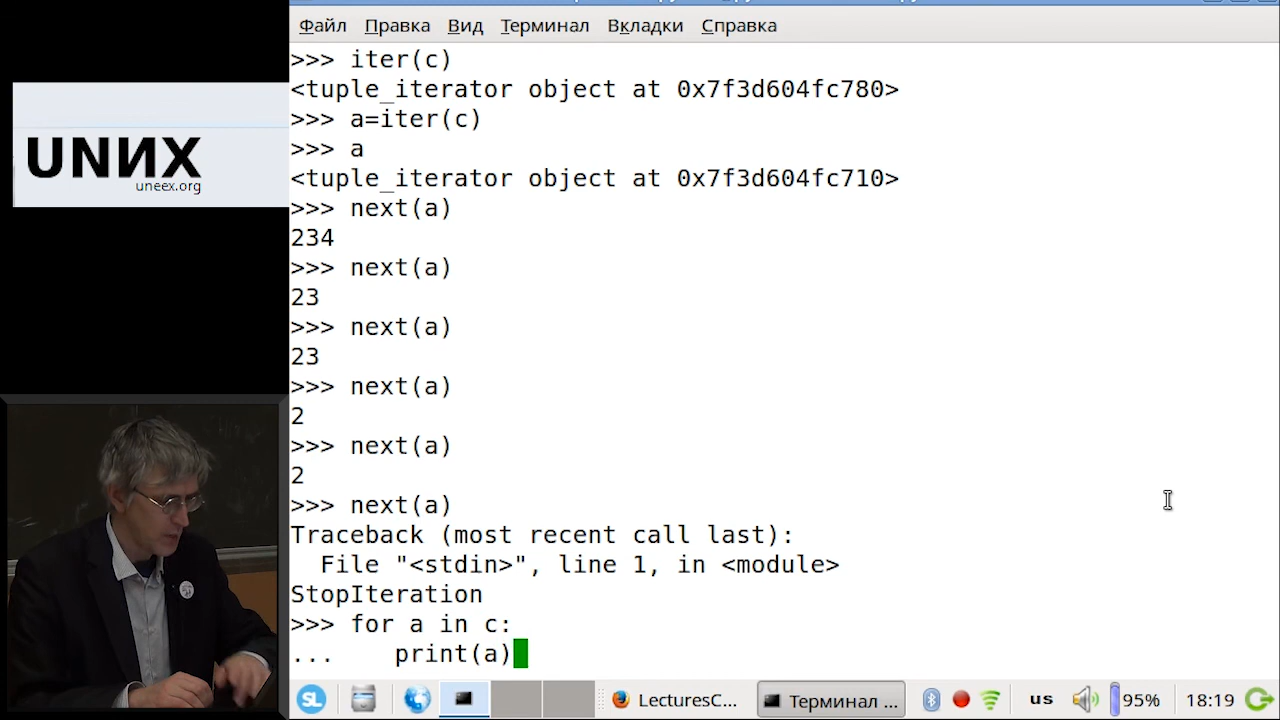 Файл Правка Вид Терминал Вкладки Справка
>>> iter(c)
<tuple_iterator object at 0x7f3d604fc780>
>>> a=iter(c)
>>> a
<tuple_iterator object at 0x7f3d604fc710>
>>> next(a)
234
>>> next(a)
23
>>> next(a)
23
>>> next(a)
2
>>> next(a)
2
>>> next(a)
Traceback (most recent call last):
  File "<stdin>", line 1, in <module>
StopIteration
>>> for a in c:
...    print(a)
UNИX
uneex.org
SL LecturesC... Терминал ... us 95% 18:19